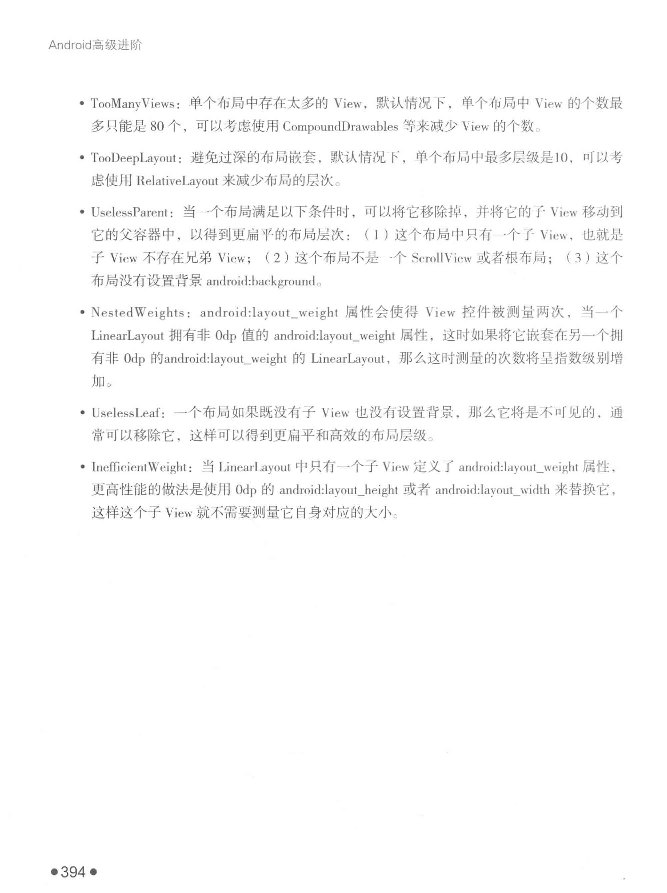 Android高级进阶
• TooManyViews：单个布局中存在太多的 View，默认情况下，单个布局中 View 的个数最
多只能是 80 个，可以考虑使用 CompoundDrawables 等来减少 View 的个数。
• TooDeepLayout：避免过深的布局嵌套，默认情况下，单个布局中最多层级是10，可以考
虑使用 RelativeLayout 来减少布局的层次。
• UselessParent：当一个布局满足以下条件时，可以将它移除掉，并将它的子 View 移动到
它的父容器中，以得到更扁平的布局层次：（1）这个布局中只有一个子 View，也就是
子 View 不存在兄弟 View；（2）这个布局不是一个 ScrollView 或者根布局；（3）这个
布局没有设置背景 android:background。
• NestedWeights：android:layout_weight 属性会使得 View 控件被测量两次，当一个
LinearLayout 拥有非 0dp 值的 android:layout_weight 属性，这时如果将它嵌套在另一个拥
有非 0dp 的android:layout_weight 的 LinearLayout，那么这时测量的次数将呈指数级别增
加。
• UselessLeaf：一个布局如果既没有子 View 也没有设置背景，那么它将是不可见的，通
常可以移除它，这样可以得到更扁平和高效的布局层级。
• InefficientWeight：当 LinearLayout 中只有一个子 View 定义了 android:layout_weight 属性，
更高性能的做法是使用 0dp 的 android:layout_height 或者 android:layout_width 来替换它，
这样这个子 View 就不需要测量它自身对应的大小。
●394●